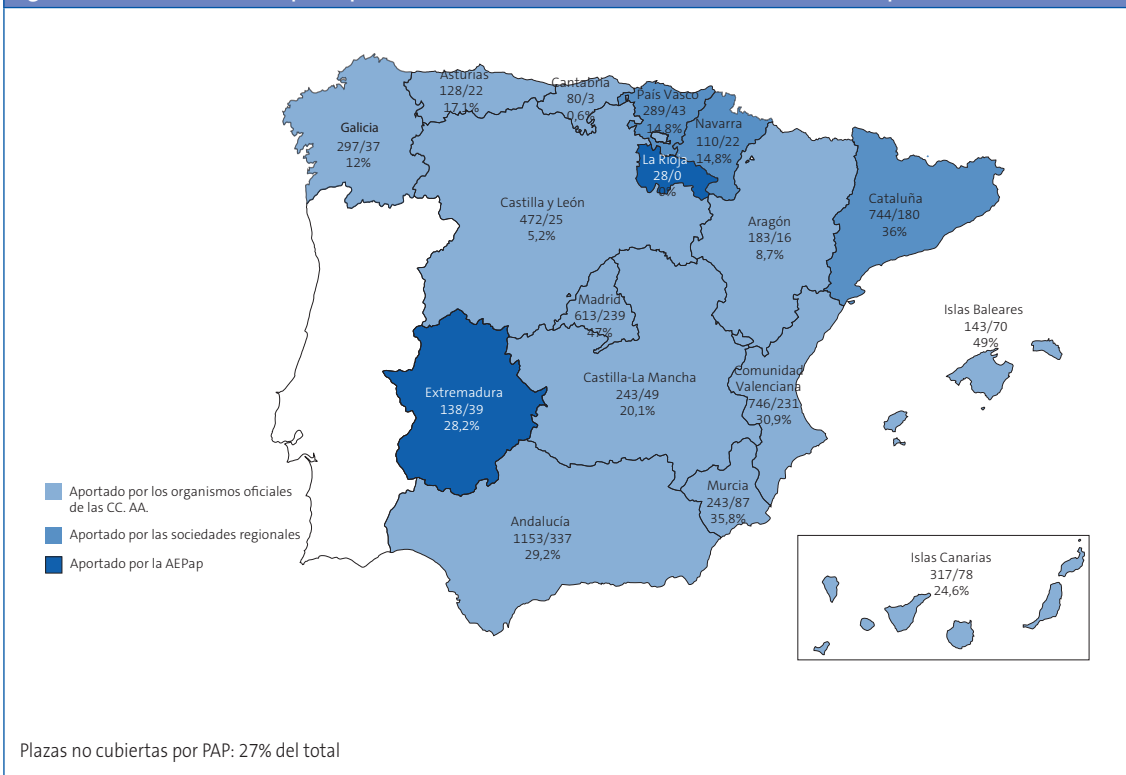 Asturias
128/22
17,1%
Cantabria
80/3
0,6%
País Vasco
289/43
14,8%
Navarra
110/22
14,8%
Galicia
297/37
12%
La Rioja
28/0
0%
Castilla y León
472/25
5,2%
Aragón
183/16
8,7%
Cataluña
744/180
36%
Madrid
613/239
47%
Islas Baleares
143/70
49%
Extremadura
138/39
28,2%
Castilla-La Mancha
243/49
20,1%
Comunidad
Valenciana
746/231
30,9%
Murcia
243/87
35,8%
Andalucía
1153/337
29,2%
Islas Canarias
317/78
24,6%
Aportado por los organismos oficiales
de las CC. AA.
Aportado por las sociedades regionales
Aportado por la AEPap
Plazas no cubiertas por PAP: 27% del total